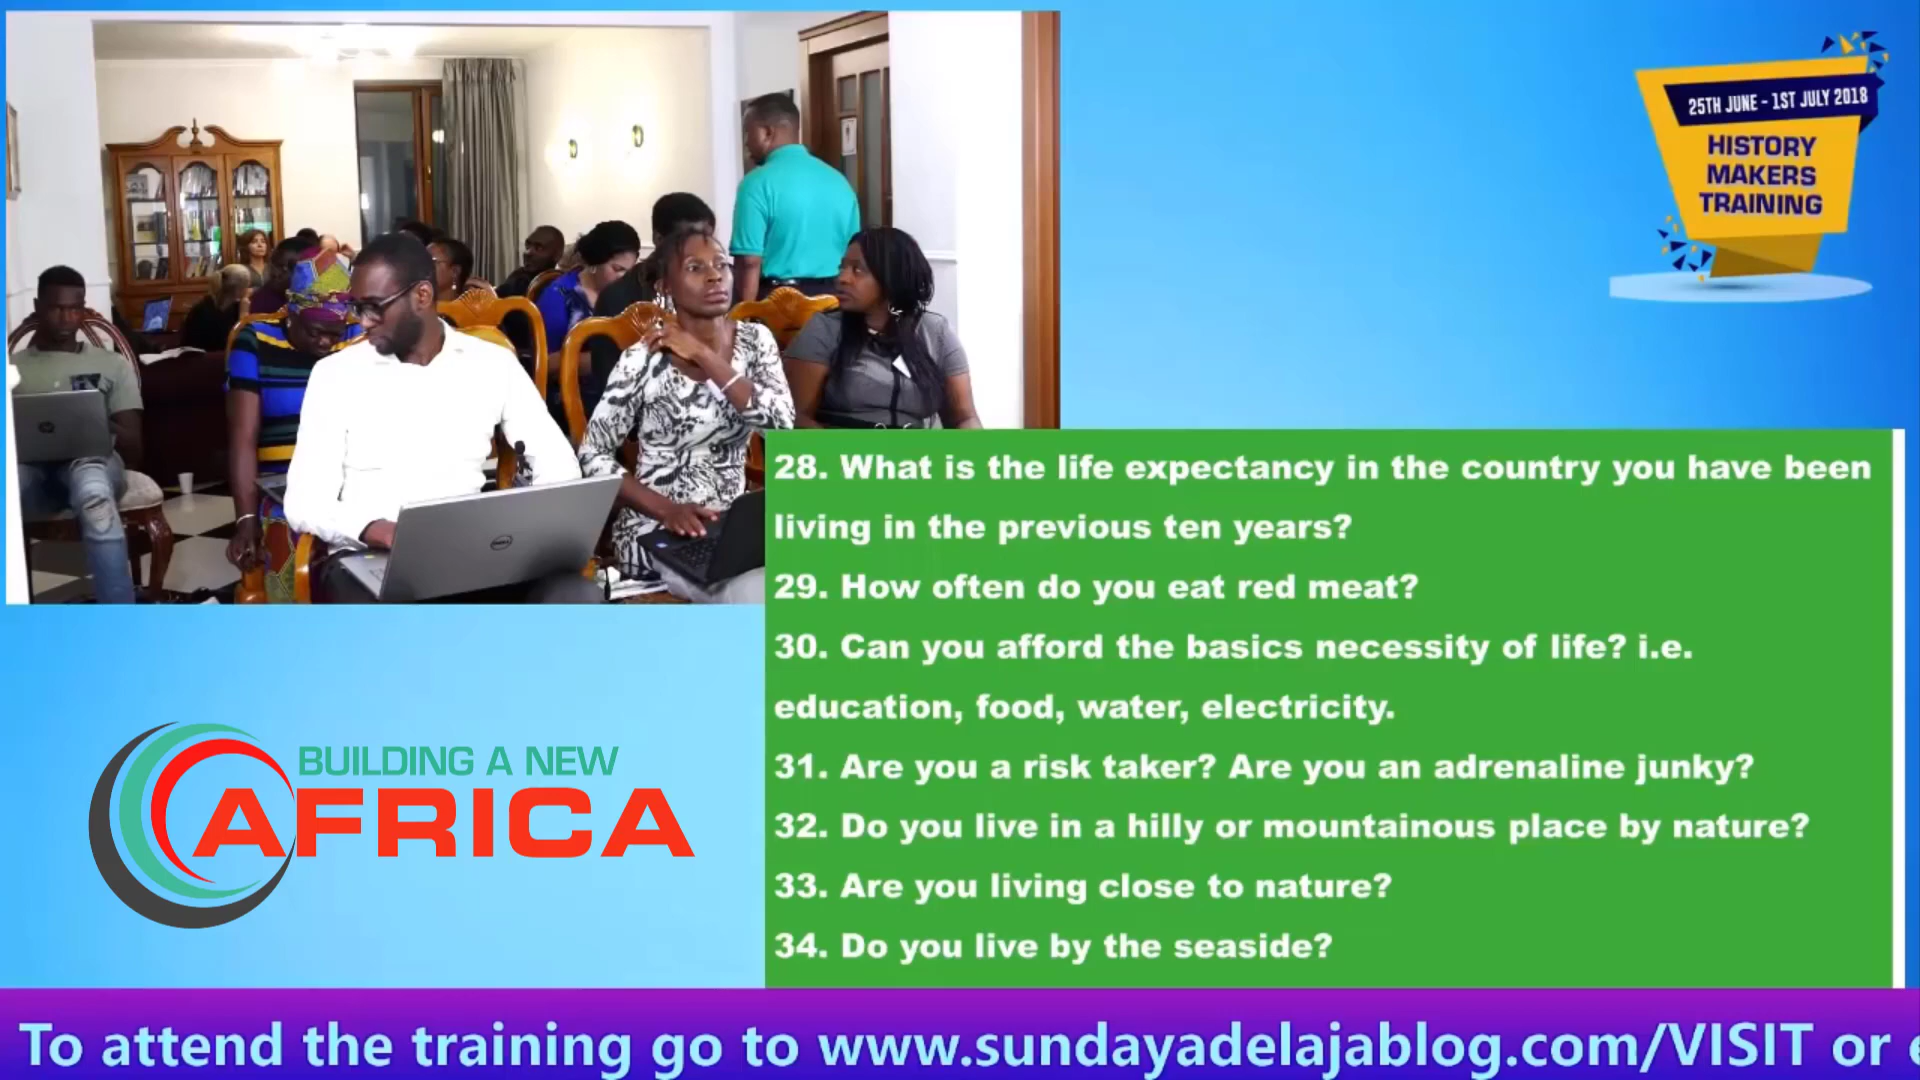 25TH JUNE - 1ST JULY 2018
HISTORY
MAKERS
TRAINING
28. What is the life expectancy in the country you have been
living in the previous ten years?
29. How often do you eat red meat?
30. Can you afford the basics necessity of life? i.e.
education, food, water, electricity.
31. Are you a risk taker? Are you an adrenaline junky?
32. Do you live in a hilly or mountainous place by nature?
33. Are you living close to nature?
34. Do you live by the seaside?
BUILDING A NEW
AFRICA
To attend the training go to www.sundayadelajablog.com/VISIT or